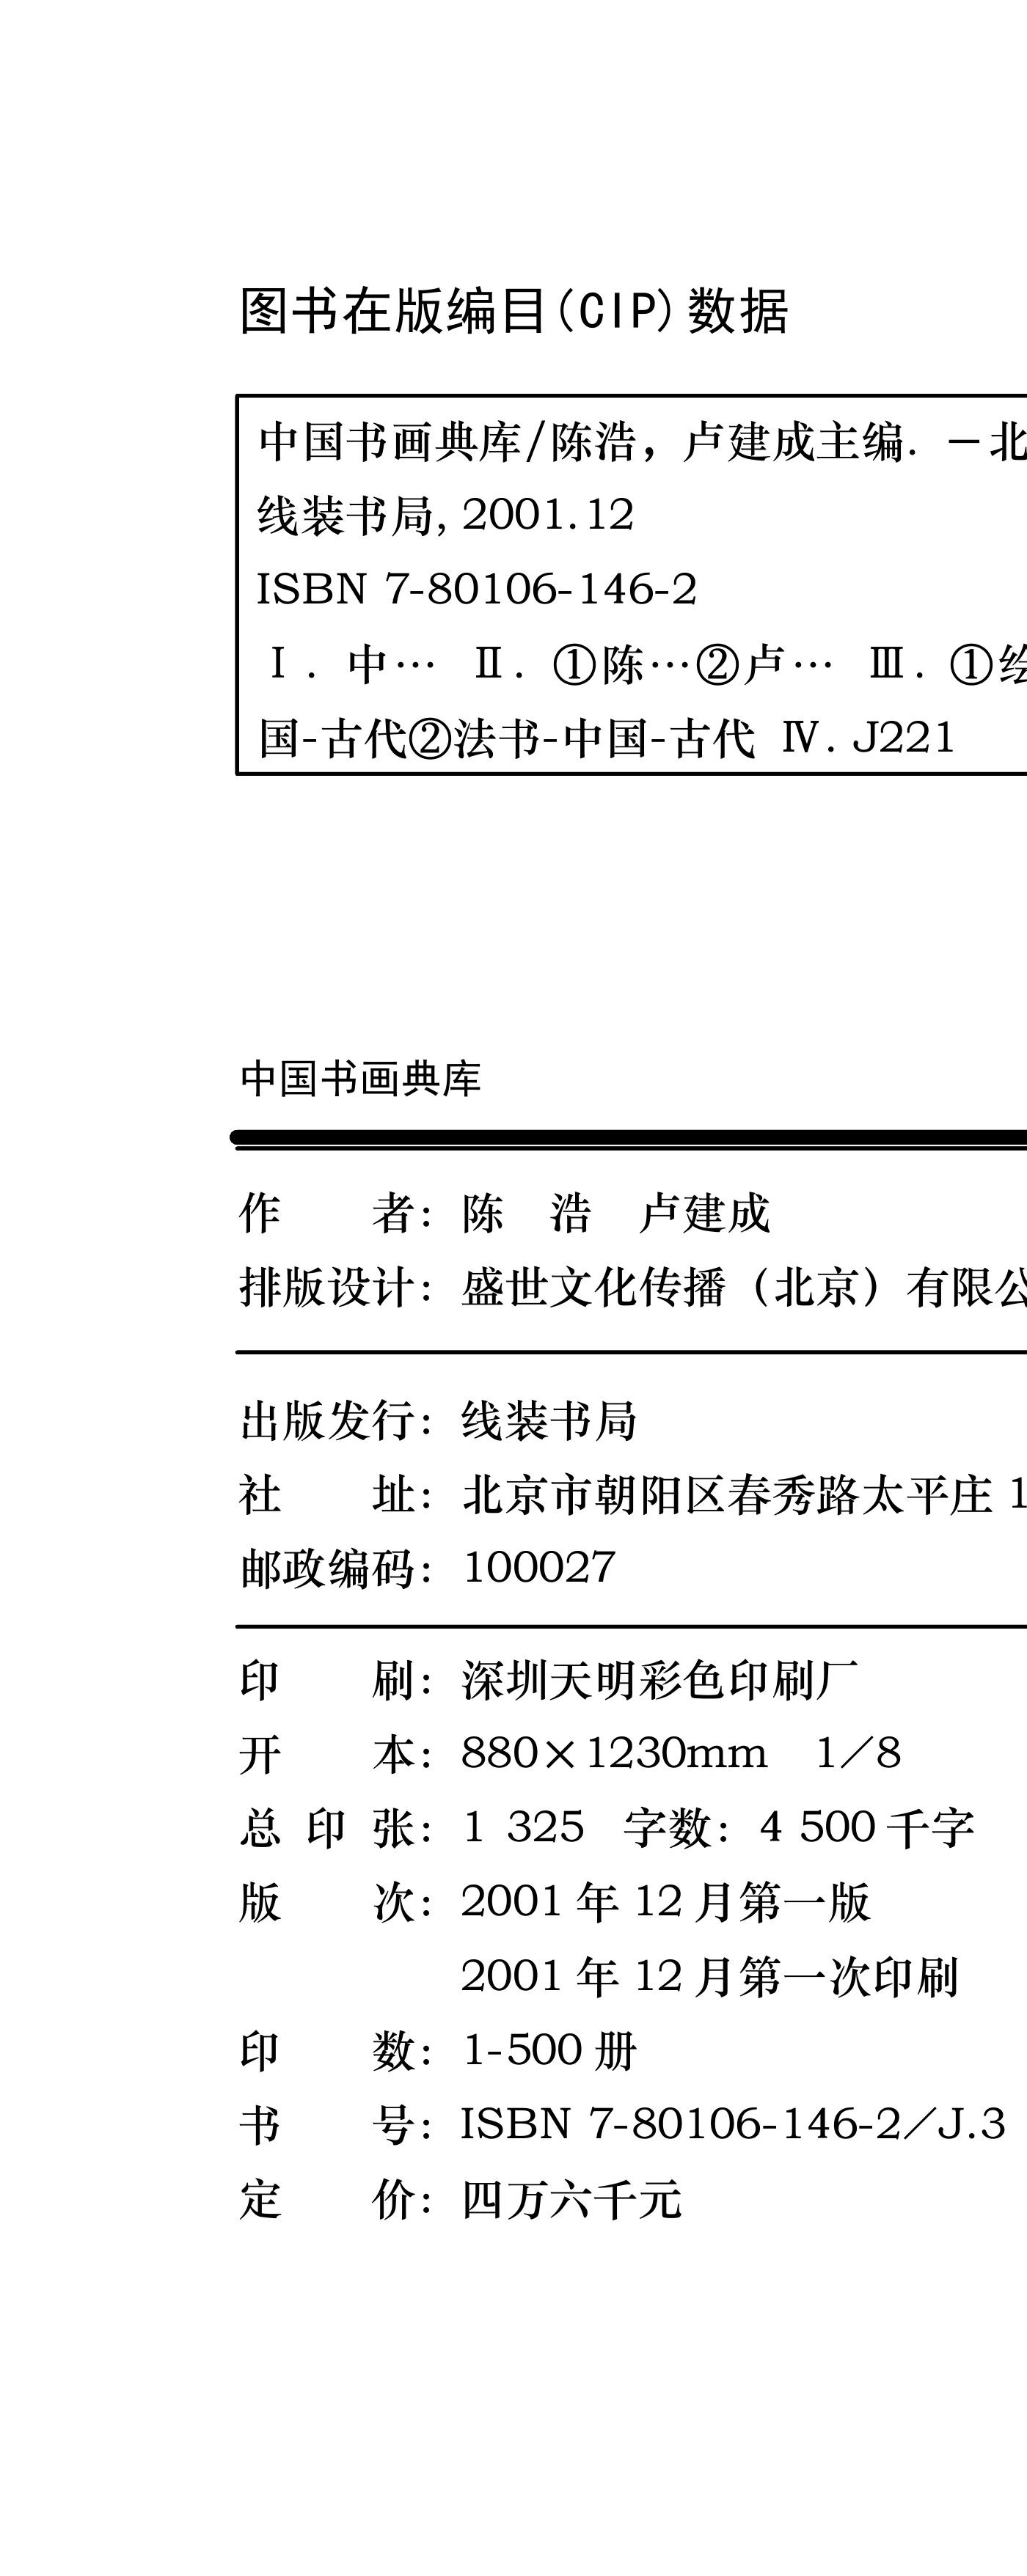 图书在版编目(CIP)数据
中国书画典库/陈浩，卢建成主编. －北
线装书局, 2001.12
ISBN 7-80106-146-2
Ⅰ. 中… Ⅱ. ①陈…②卢… Ⅲ. ①绘
国-古代②法书-中国-古代 Ⅳ. J221
中国书画典库
作　　者：陈　浩　卢建成
排版设计：盛世文化传播（北京）有限公
出版发行：线装书局
社　　址：北京市朝阳区春秀路太平庄 1
邮政编码：100027
印　　刷：深圳天明彩色印刷厂
开　　本：880×1230mm　1／8
总 印 张：1 325　字数：4 500 千字
版　　次：2001 年 12 月第一版
2001 年 12 月第一次印刷
印　　数：1-500 册
书　　号：ISBN 7-80106-146-2／J.3
定　　价：四万六千元